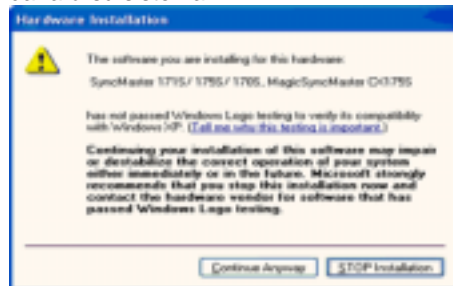 Hardware Installation
The software you are installing for this hardware:
SyncMaster 171S / 175S / 170S, MagicSyncMaster
has not passed Windows Logo testing to verify its compatibility
with Windows XP. (Tell me why this testing is important.)
Continuing your installation of this software may impair
or destabilize the correct operation of your system
either immediately or in the future. Microsoft strongly
recommends that you stop this installation now and
contact the hardware vendor for software that has
passed Windows Logo testing.
Continue Anyway
STOP Installation